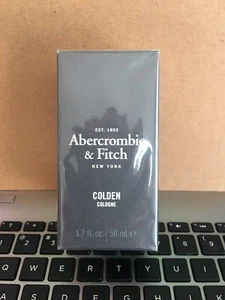 EST. 1892
Abercrombie
& Fitch
NEW YORK
COLDEN
COLOGNE
1.7 fl. oz. / 50 ml e